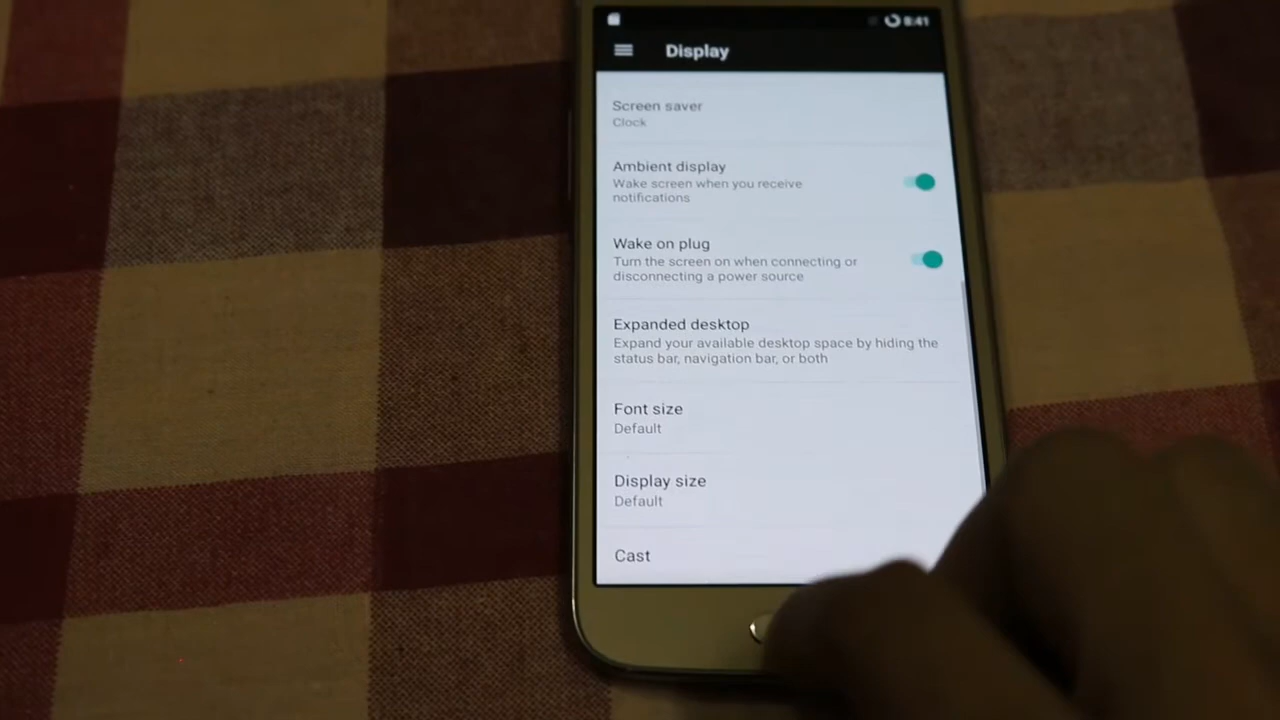 8:41
Display
Screen saver
Clock
Ambient display
Wake screen when you receive
notifications
Wake on plug
Turn the screen on when connecting or
disconnecting a power source
Expanded desktop
Expand your available desktop space by hiding the
status bar, navigation bar, or both
Font size
Default
Display size
Default
Cast